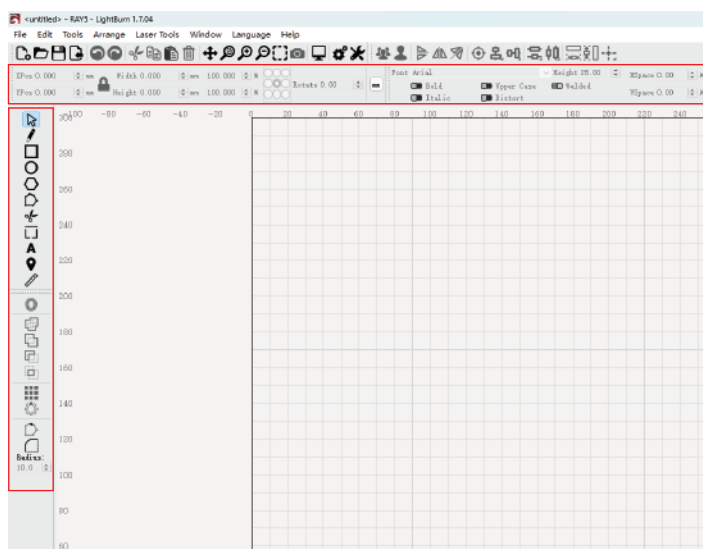 <untitled> - RAY5 - LightBurn 1.7.04
File Edit Tools Arrange Laser Tools Window Language Help
XPos 0.000 mm Width 0.000 mm 100.000 % Rotate 0.00 Font Arial Height 25.00 HSpace 0.00
YPos 0.000 mm Height 0.000 mm 100.000 % Bold Upper Case Welded VSpace 0.00
Italic Distort
-100 -80 -60 -40 -20 0 20 40 60 80 100 120 140 160 180 200 220 240
300
280
260
240
220
200
180
160
140
120
Radius:
10.0
100
80
60
A